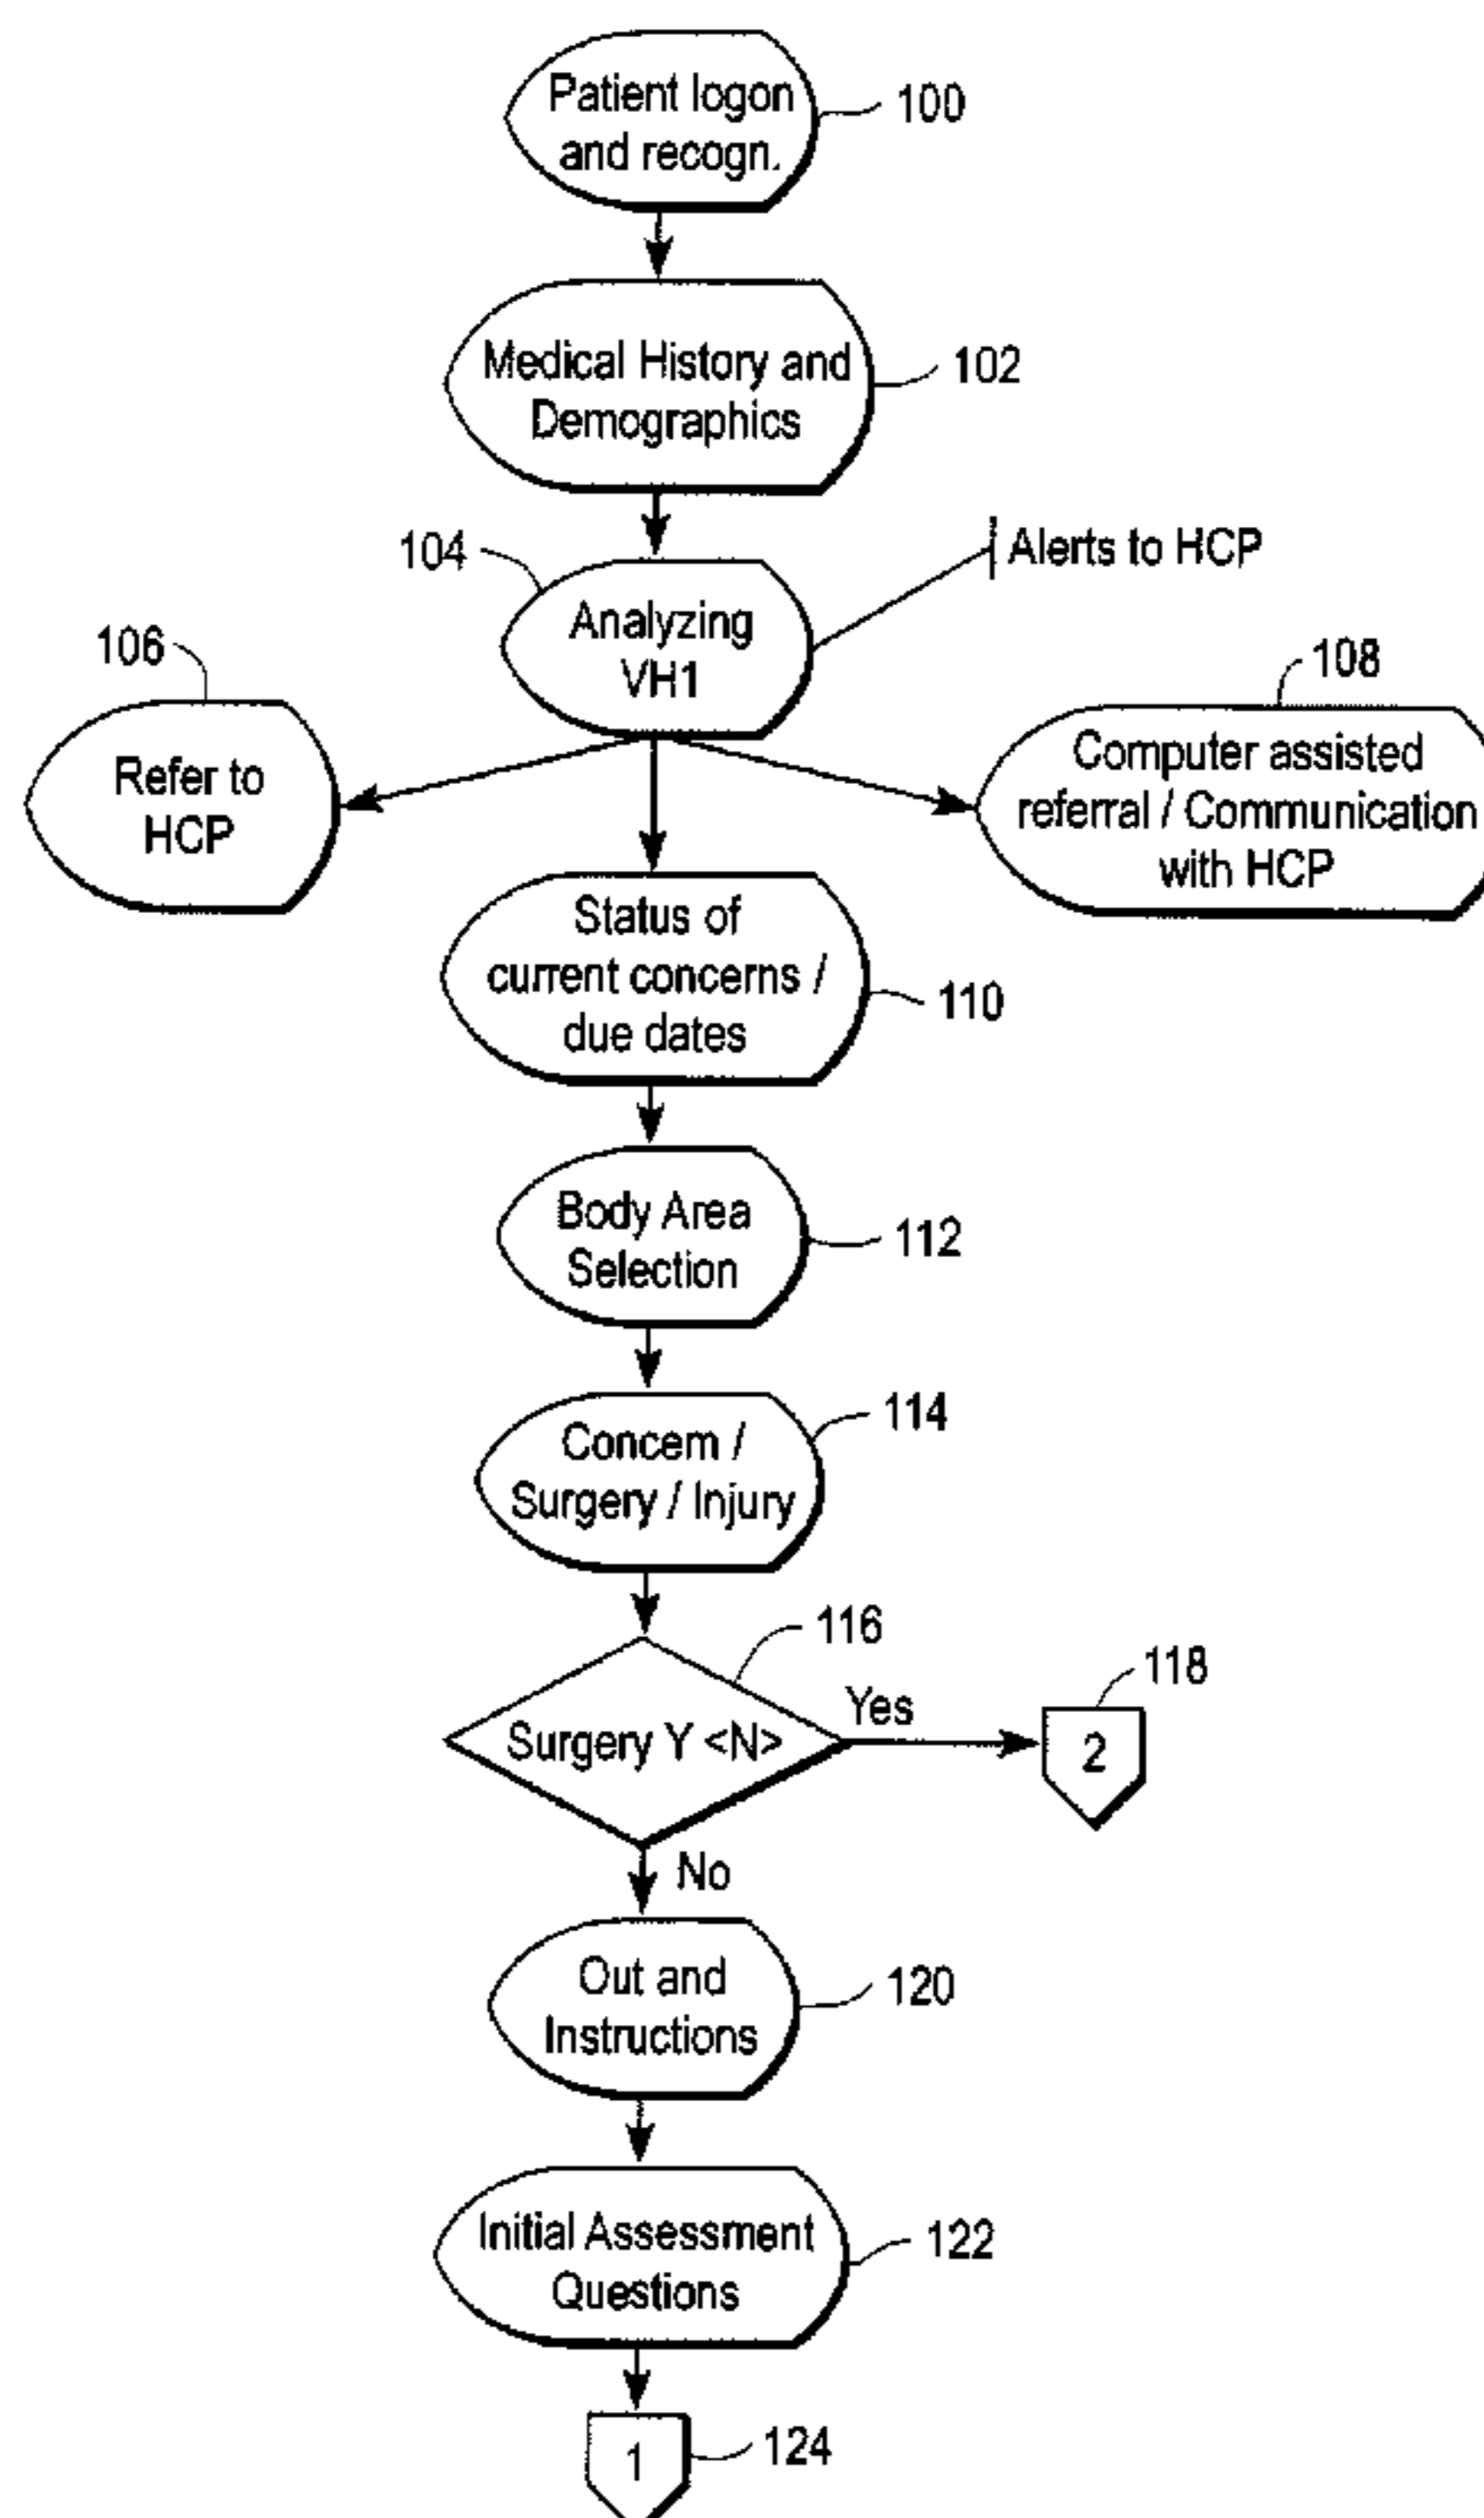 Patient logon
and recogn.
100
Medical History and
Demographics
102
104
Analyzing
VH1
Alerts to HCP
106
Refer to
HCP
108
Computer assisted
referral / Communication
with HCP
Status of
current concerns /
due dates
110
Body Area
Selection
112
Concern /
Surgery / Injury
114
116
Surgery Y <N>
Yes
118
2
No
Out and
Instructions
120
Initial Assessment
Questions
122
1
124